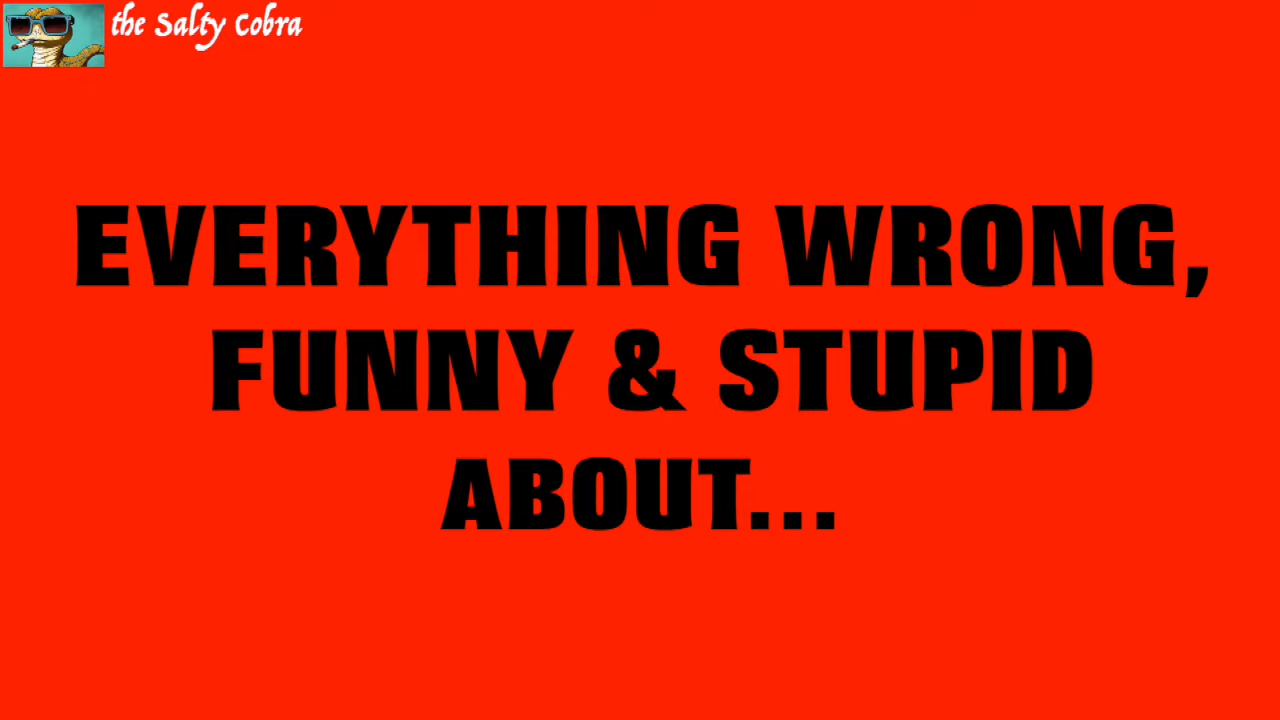 the Salty Cobra
EVERYTHING WRONG,
FUNNY & STUPID
ABOUT...